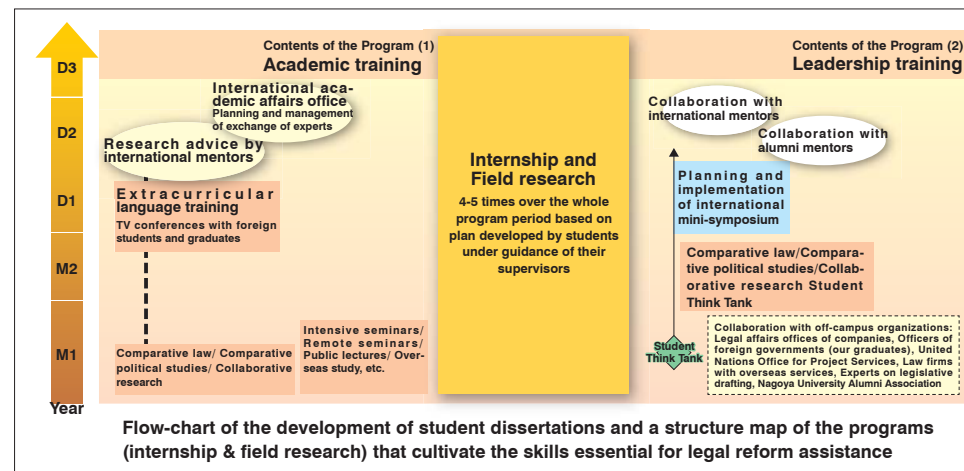 D3
D2
D1
M2
M1
Year
Contents of the Program (1)
Academic training
International aca-
demic affairs office
Planning and management
of exchange of experts
Research advice by
international mentors
Extracurricular
language training
TV conferences with foreign
students and graduates
Intensive seminars/
Remote seminars/
Public lectures/ Over-
seas study, etc.
Comparative law/ Comparative
political studies/ Collaborative
research
Internship and
Field research
4-5 times over the whole
program period based on
plan developed by students
under guidance of their
supervisors
Contents of the Program (2)
Leadership training
Collaboration with
international mentors
Collaboration with
alumni mentors
Planning and
implementation
of international
mini-symposium
Comparative law/Compara-
tive political studies/Collab-
orative research Student
Think Tank
Student
Think Tank
Collaboration with off-campus organizations:
Legal affairs offices of companies, Officers of
foreign governments (our graduates), United
Nations Office for Project Services, Law firms
with overseas services, Experts on legislative
drafting, Nagoya University Alumni Association
Flow-chart of the development of student dissertations and a structure map of the programs
(internship & field research) that cultivate the skills essential for legal reform assistance